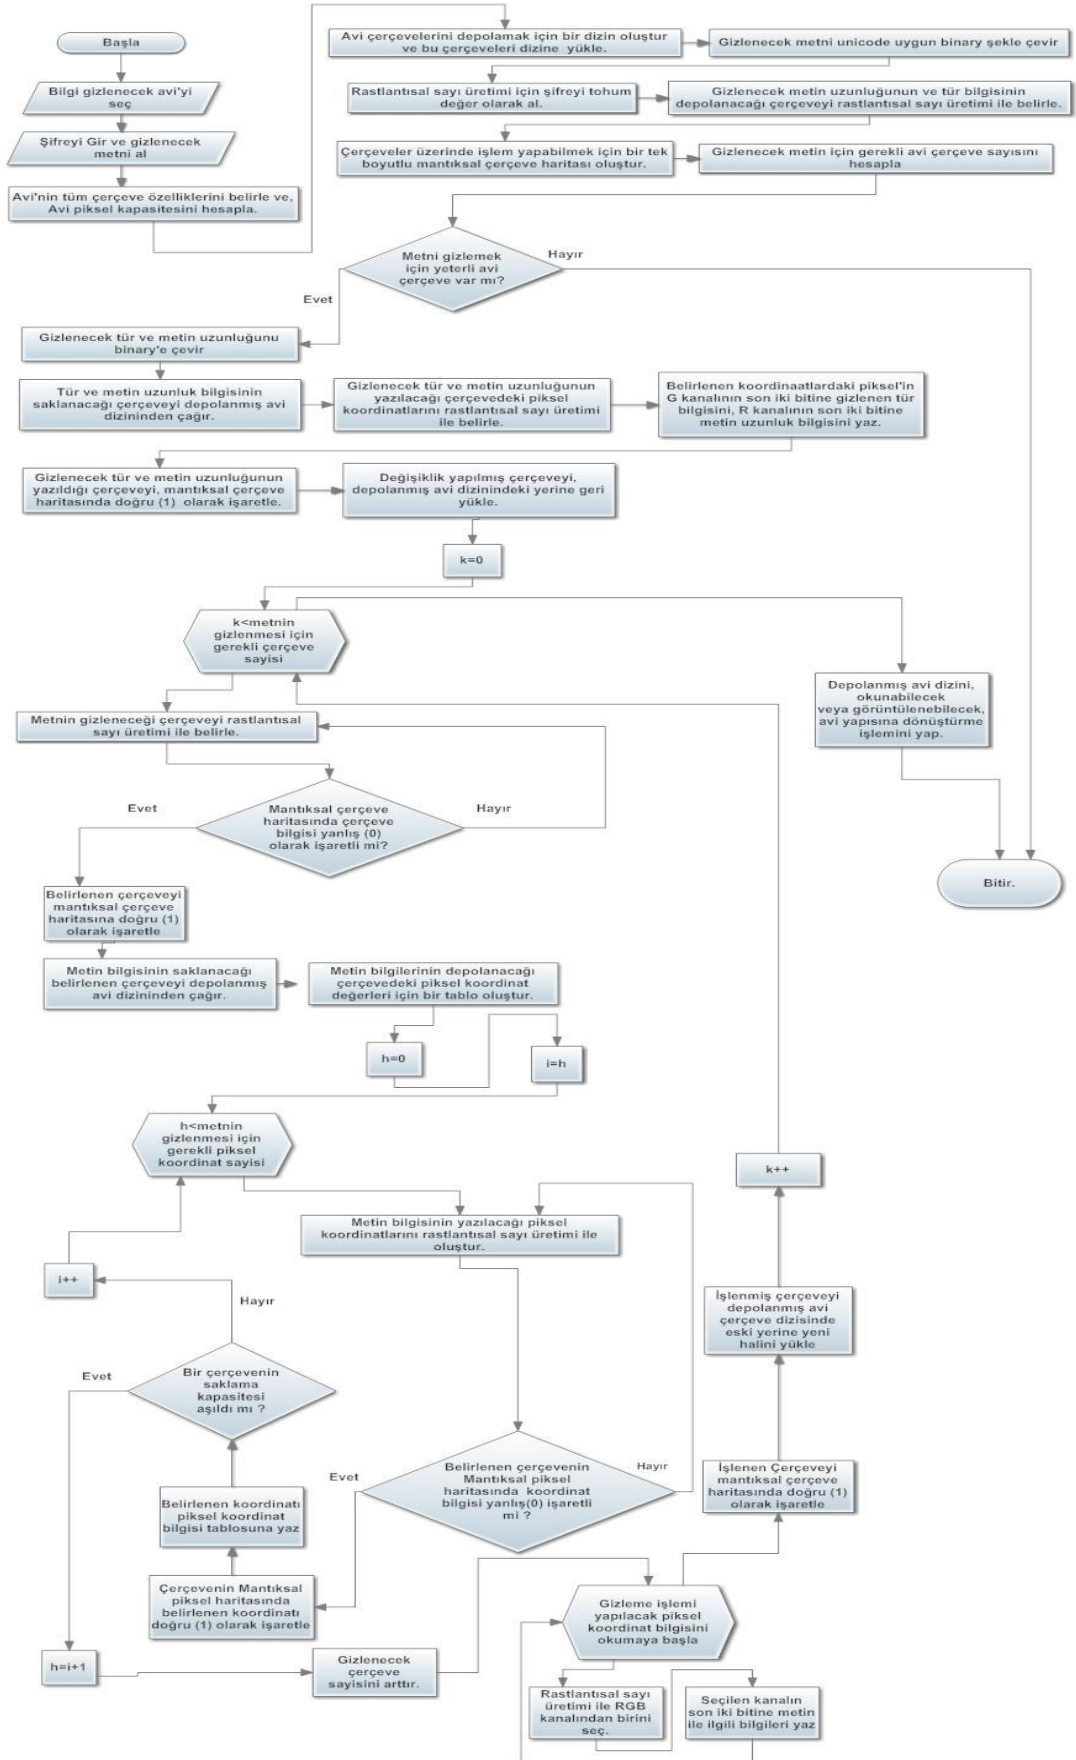 Başla
Bilgi gizlenecek avi'yi
seç
Şifreyi Gir ve gizlenecek
metni al
Avi'nin tüm çerçeve özelliklerini belirle ve,
Avi piksel kapasitesini hesapla.
Avi çerçevelerini depolamak için bir dizin oluştur
ve bu çerçeveleri dizine yükle.
Gizlenecek metni unicode uygun binary şekle çevir
Rastlantısal sayı üretimi için şifreyi tohum
değer olarak al.
Gizlenecek metin uzunluğunun ve tür bilgisinin
depolanacağı çerçeveyi rastlantısal sayı üretimi ile belirle.
Çerçeveler üzerinde işlem yapabilmek için bir tek
boyutlu mantıksal çerçeve haritası oluştur.
Gizlenecek metin için gerekli avi çerçeve sayısını
hesapla
Metni gizlemek
için yeterli avi
çerçeve var mı?
Hayır
Evet
Gizlenecek tür ve metin uzunluğunu
binary'e çevir
Tür ve metin uzunluk bilgisinin
saklanacağı çerçeveyi depolanmış avi
dizininden çağır.
Gizlenecek tür ve metin uzunluğunun
yazılacağı çerçevedeki piksel
koordinatlarını rastlantısal sayı üretimi
ile belirle.
Belirlenen koordinaatlardaki piksel'in
G kanalının son iki bitine gizlenen tür
bilgisini, R kanalının son iki bitine
metin uzunluk bilgisini yaz.
Gizlenecek tür ve metin uzunluğunun
yazıldığı çerçeveyi, mantıksal çerçeve
haritasında doğru (1) olarak işaretle.
Değişiklik yapılmış çerçeveyi,
depolanmış avi dizinindeki yerine geri
yükle.
k=0
k<metnin
gizlenmesi için
gerekli çerçeve
sayisi
Depolanmış avi dizini,
okunabilecek
veya görüntülenebilecek,
avi yapısına dönüştürme
işlemini yap.
Metnin gizleneceği çerçeveyi rastlantısal
sayı üretimi ile belirle.
Evet
Mantıksal çerçeve
haritasında çerçeve
bilgisi yanlış (0)
olarak işaretli mi?
Hayır
Bitir.
Belirlenen çerçeveyi
mantıksal çerçeve
haritasına doğru (1)
olarak işaretle
Metin bilgisinin saklanacağı
belirlenen çerçeveyi depolanmış
avi dizininden çağır.
Metin bilgilerinin depolanacağı
çerçevedeki piksel koordinat
değerleri için bir tablo oluştur.
h=0
i=h
h<metnin
gizlenmesi için
gerekli piksel
koordinat sayisi
k++
Metin bilgisinin yazılacağı piksel
koordinatlarını rastlantısal sayı üretimi ile
oluştur.
i++
Hayır
İşlenmiş çerçeveyi
depolanmış avi
çerçeve dizisinde
eski yerine yeni
halini yükle
Evet
Bir çerçevenin
saklama
kapasitesi
aşıldı mı ?
Belirlenen çerçevenin
Mantıksal piksel
haritasında koordinat
bilgisi yanlış(0) işaretli
mi ?
Evet
Hayır
İşlenen Çerçeveyi
mantıksal çerçeve
haritasında doğru (1)
olarak işaretle
Belirlenen koordinatı
piksel koordinat
bilgisi tablosuna yaz
Çerçevenin Mantıksal
piksel haritasında
belirlenen koordinatı
doğru (1) olarak işaretle
Gizleme işlemi
yapılacak piksel
koordinat bilgisini
okumaya başla
h=i+1
Gizlenecek
çerçeve
sayisini arttır.
Rastlantısal sayı
üretimi ile RGB
kanalından birini
seç.
Seçilen kanalın
son iki bitine metin
ile ilgili bilgileri yaz